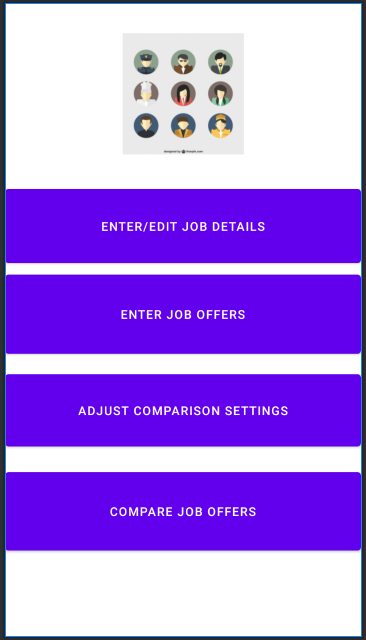 designed by freepik.com
ENTER/EDIT JOB DETAILS
ENTER JOB OFFERS
ADJUST COMPARISON SETTINGS
COMPARE JOB OFFERS